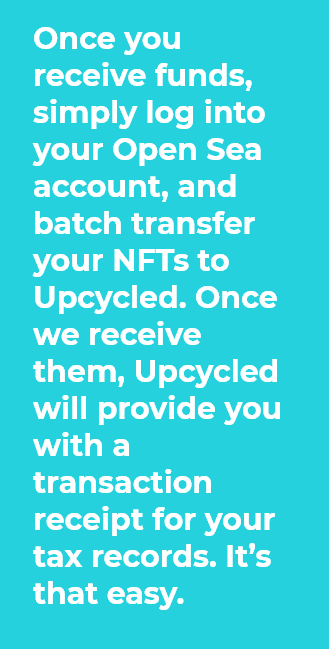 Once you
receive funds,
simply log into
your Open Sea
account, and
batch transfer
your NFTs to
Upcycled. Once
we receive
them, Upcycled
will provide you
with a
transaction
receipt for your
tax records. It’s
that easy.